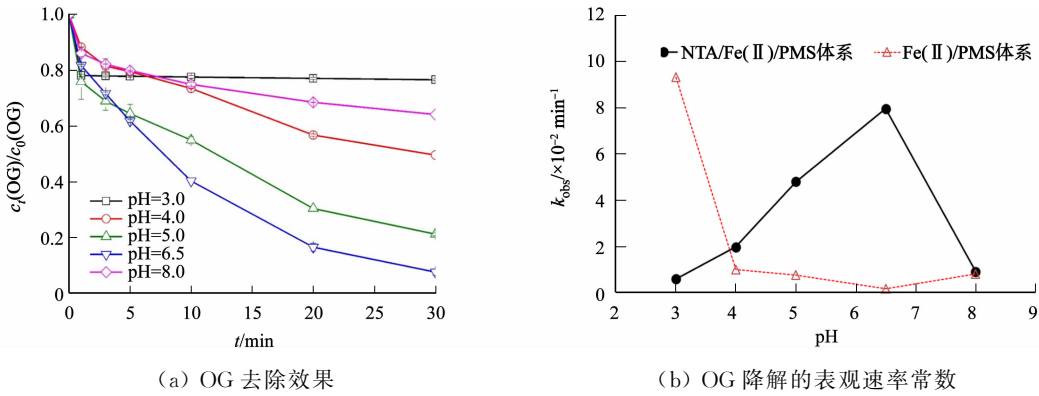 1.0
0.8
0.6
0.4
0.2
0
cₜ(OG)/c₀(OG)
pH=3.0
pH=4.0
pH=5.0
pH=6.5
pH=8.0
0 5 10 15 20 25 30
t/min
(a) OG 去除效果
12
10
8
6
4
2
0
k_obs/×10⁻² min⁻¹
NTA/Fe(Ⅱ)/PMS体系 Fe(Ⅱ)/PMS体系
2 3 4 5 6 7 8 9
pH
(b) OG 降解的表观速率常数